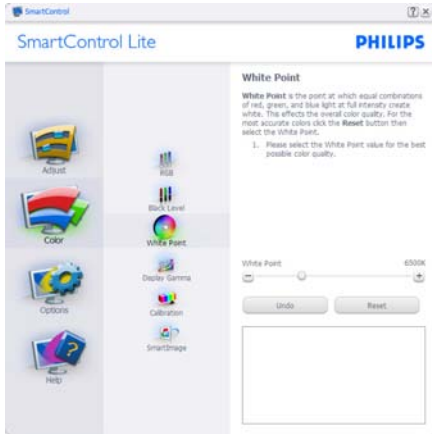 SmartControl
SmartControl Lite
PHILIPS
Adjust
Color
Options
Help
RGB
Black Level
White Point
Display Gamma
Calibration
SmartImage
White Point
White Point is the point at which equal combinations
of red, green, and blue light at full intensity create
white. This effects the overall color quality. For the
most accurate colors click the Reset button then
select the White Point.
1. Please select the White Point value for the best
possible color quality.
White Point 6500K
Undo Reset